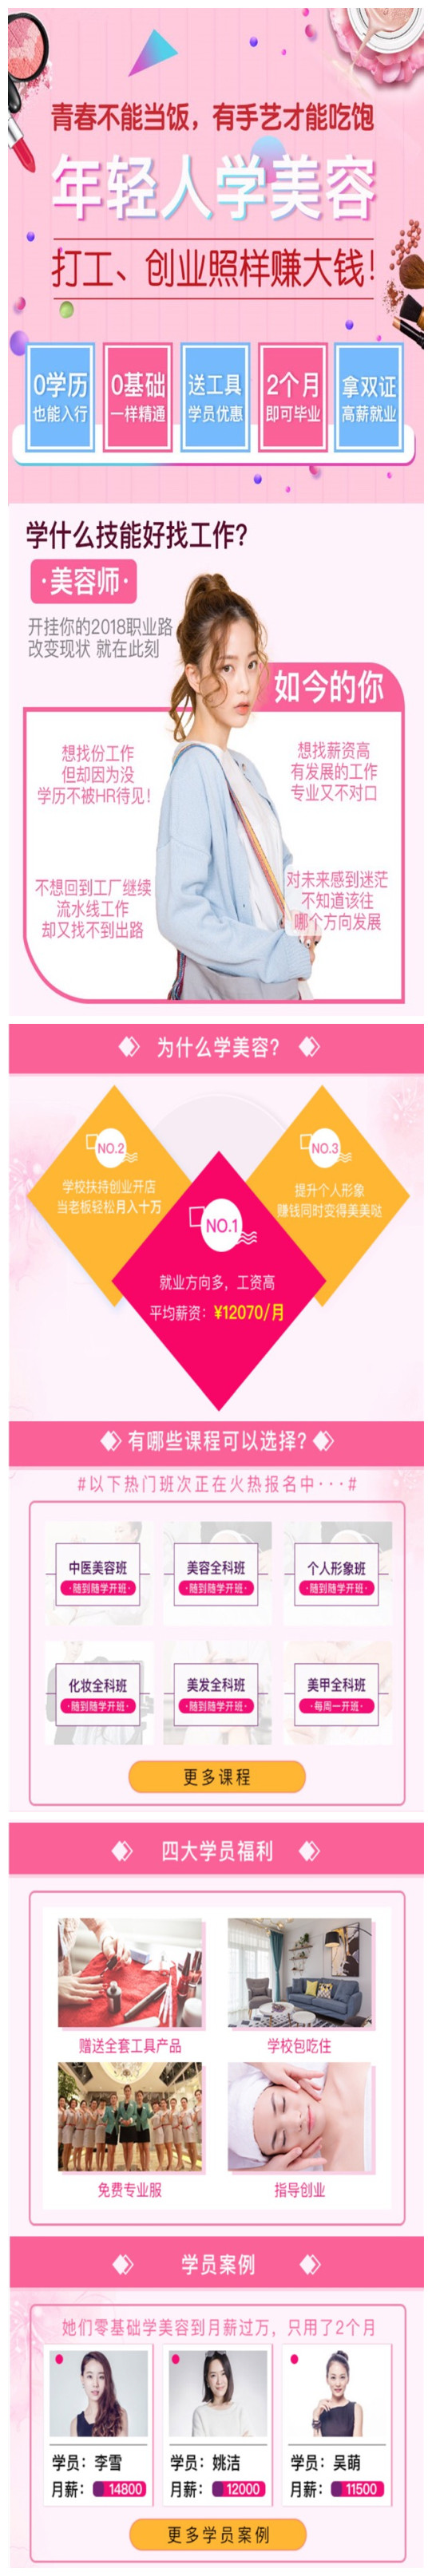 青春不能当饭，有手艺才能吃饱
年轻人学美容
打工、创业照样赚大钱！
0学历
也能入行
0基础
一样精通
送工具
学员优惠
2个月
即可毕业
拿双证
高薪就业
学什么技能好找工作?
·美容师·
开挂你的2018职业路
改变现状 就在此刻
如今的你
想找份工作
但却因为没
学历不被HR待见！
想找薪资高
有发展的工作
专业又不对口
不想回到工厂继续
流水线工作
却又找不到出路
对未来感到迷茫
不知道该往
哪个方向发展
为什么学美容?
NO.2
学校扶持创业开店
当老板轻松月入十万
NO.3
提升个人形象
赚钱同时变得美美哒
NO.1
就业方向多，工资高
平均薪资：¥12070/月
有哪些课程可以选择?
#以下热门班次正在火热报名中···#
中医美容班
·随到随学开班·
美容全科班
·随到随学开班·
个人形象班
·随到随学开班·
化妆全科班
·随到随学开班·
美发全科班
·随到随学开班·
美甲全科班
·每周一开班·
更多课程
四大学员福利
赠送全套工具产品
学校包吃住
免费专业服
指导创业
学员案例
她们零基础学美容到月薪过万，只用了2个月
学员：李雪
月薪：14800
学员：姚洁
月薪：12000
学员：吴萌
月薪：11500
更多学员案例